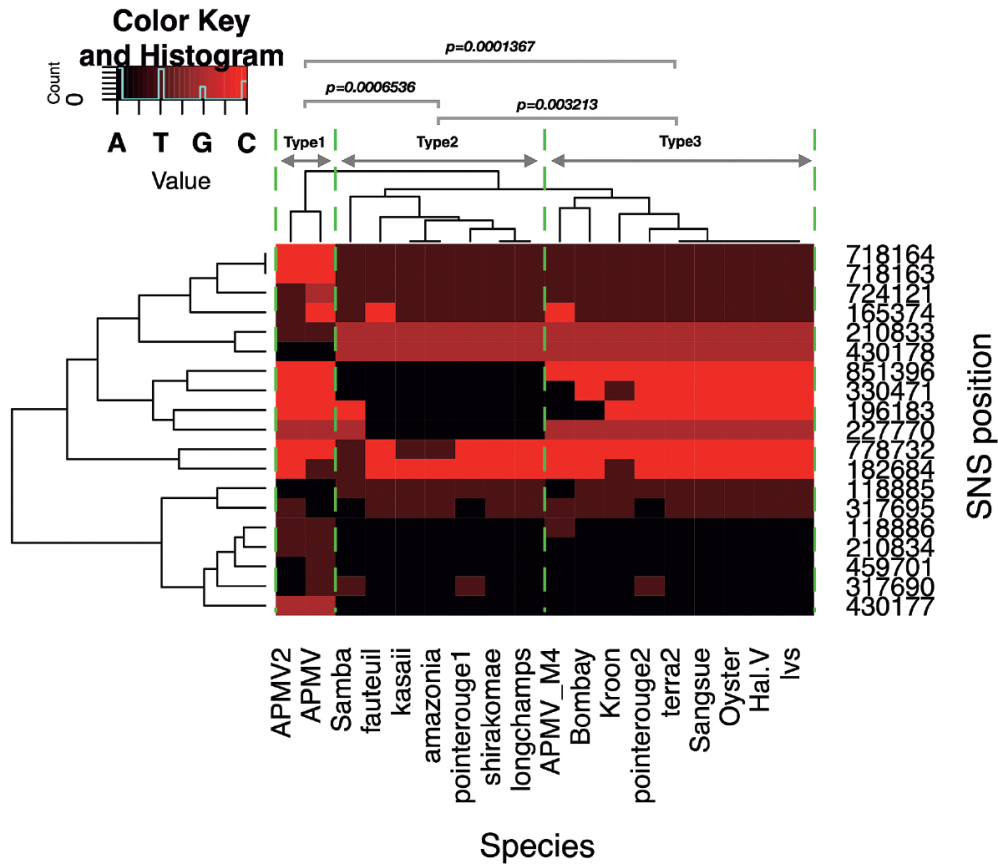 Color Key
and Histogram
Count
0
A T G C
Value
p=0.0001367
p=0.0006536
p=0.003213
Type1
Type2
Type3
718164
718163
724121
165374
210833
430178
851396
330471
196183
227770
778732
182684
118885
317695
118886
210834
459701
317690
430177
SNS position
APMV2
APMV
Samba
fauteuil
kasaii
amazonia
pointerouge1
shirakomae
longchamps
APMV_M4
Bombay
Kroon
pointerouge2
terra2
Sangsue
Oyster
Hal.V
lvs
Species